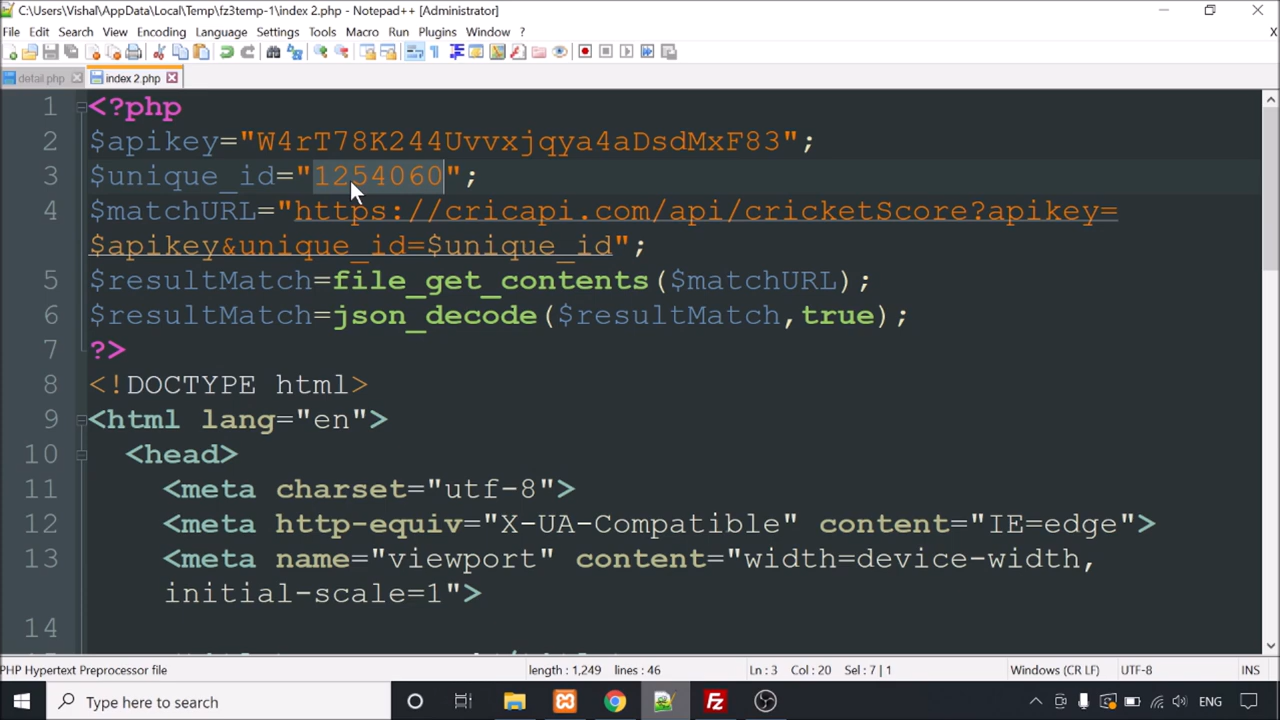 C:\Users\Vishal\AppData\Local\Temp\fz3temp-1\index 2.php - Notepad++ [Administrator]
File Edit Search View Encoding Language Settings Tools Macro Run Plugins Window ? X
detail.php index 2.php
1 <?php
2 $apikey="W4rT78K244Uvvxjqya4aDsdMxF83";
3 $unique_id="1254060";
4 $matchURL="https://cricapi.com/api/cricketScore?apikey=
$apikey&unique_id=$unique_id";
5 $resultMatch=file_get_contents($matchURL);
6 $resultMatch=json_decode($resultMatch,true);
7 ?>
8 <!DOCTYPE html>
9 <html lang="en">
10 <head>
11 <meta charset="utf-8">
12 <meta http-equiv="X-UA-Compatible" content="IE=edge">
13 <meta name="viewport" content="width=device-width,
initial-scale=1">
14
PHP Hypertext Preprocessor file length : 1,249 lines : 46 Ln : 3 Col : 20 Sel : 7 | 1 Windows (CR LF) UTF-8 INS
Type here to search ENG